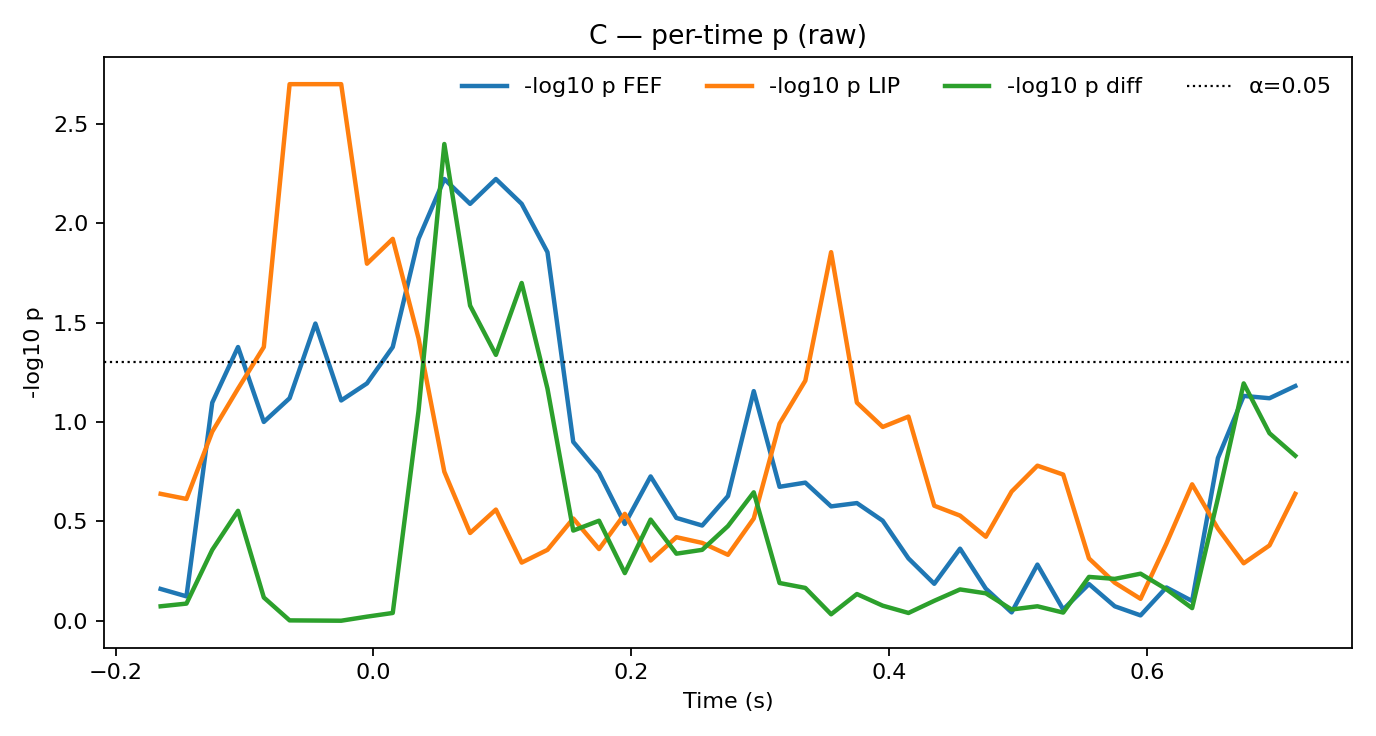 C — per-time p (raw)
-log10 p FEF
-log10 p LIP
-log10 p diff
α=0.05
-log10 p
2.5
2.0
1.5
1.0
0.5
0.0
−0.2
0.0
0.2
0.4
0.6
Time (s)